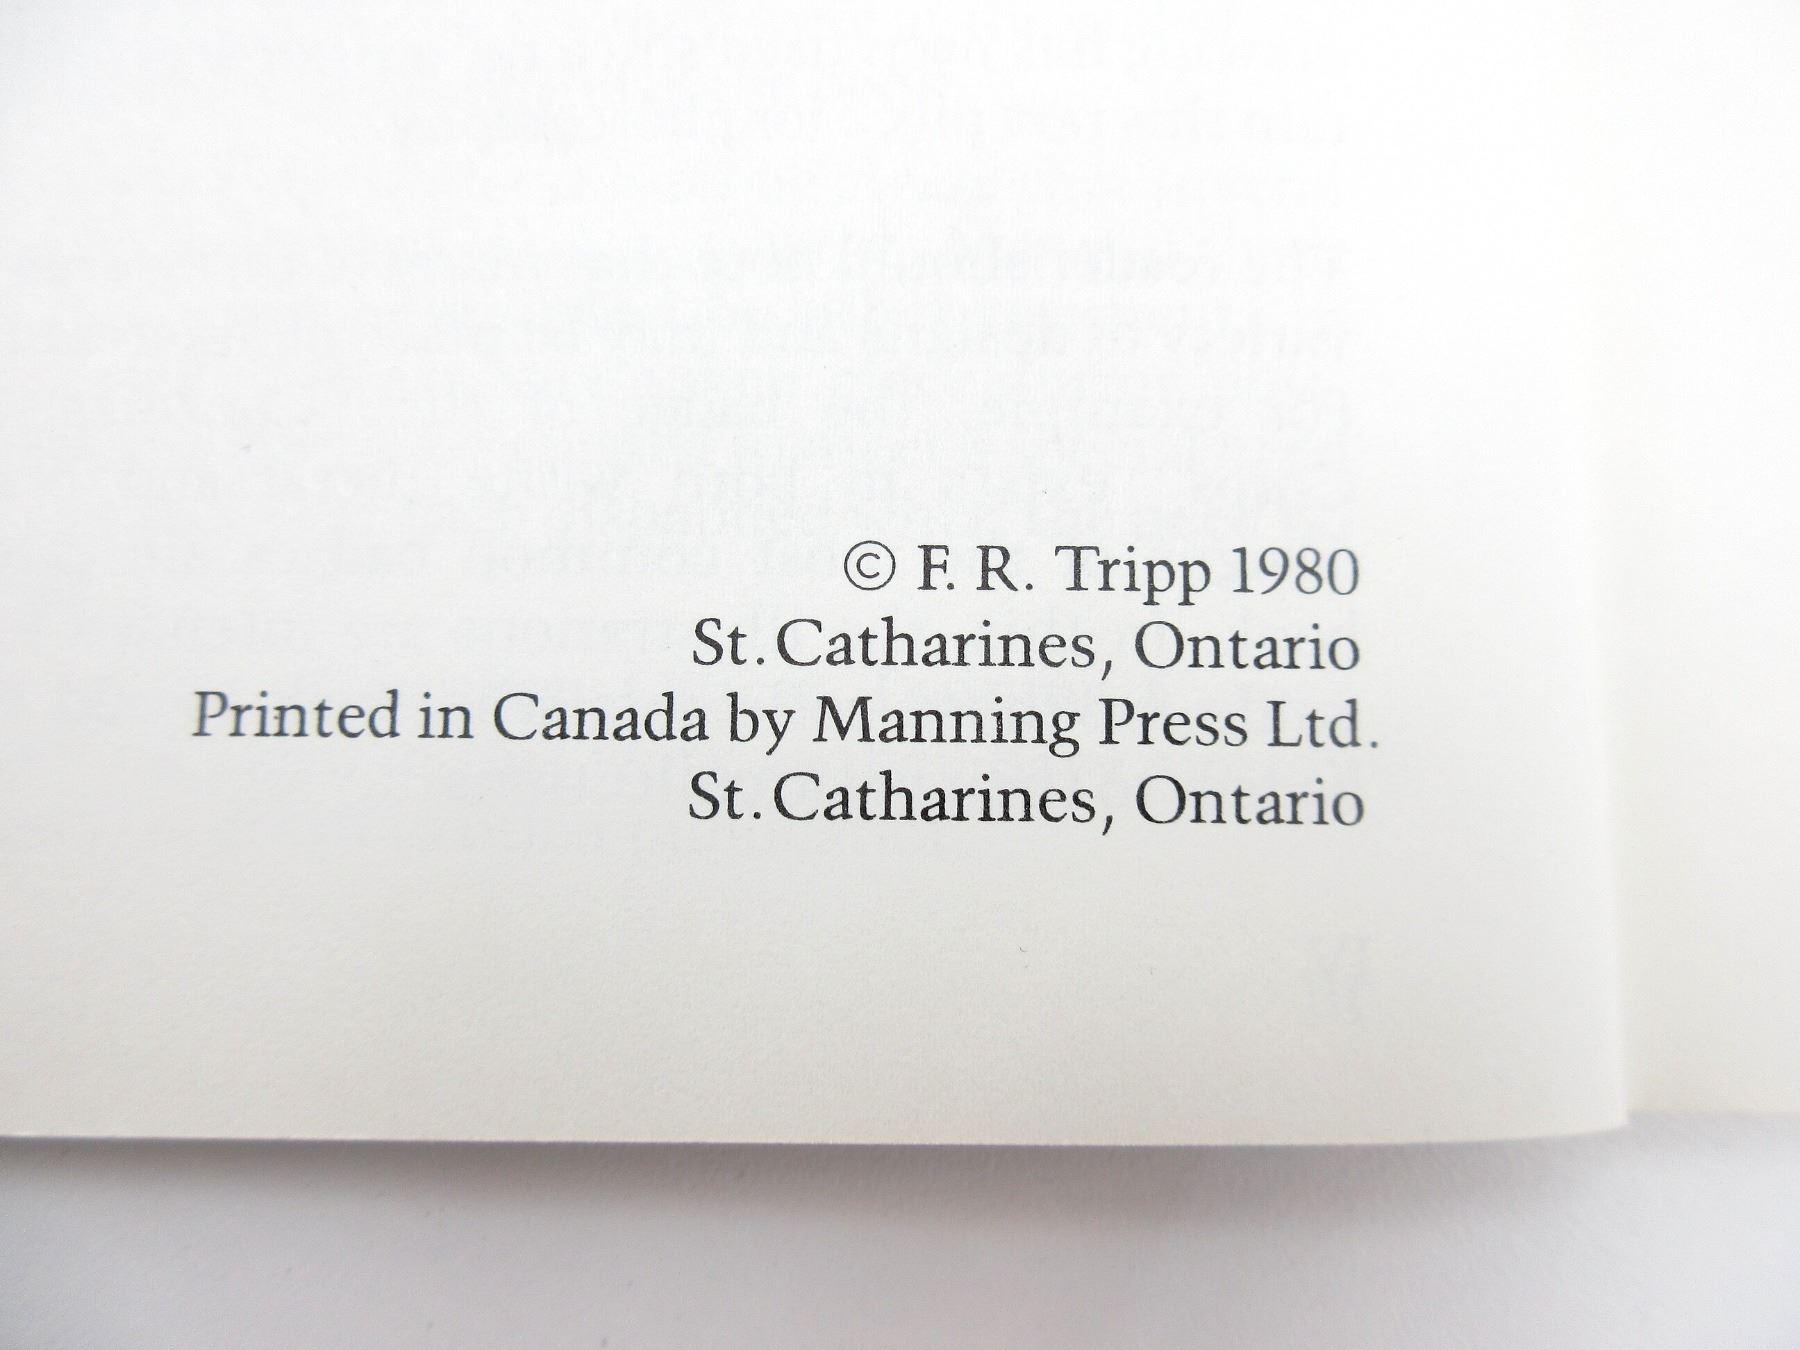 © F. R. Tripp 1980
St. Catharines, Ontario
Printed in Canada by Manning Press Ltd.
St. Catharines, Ontario